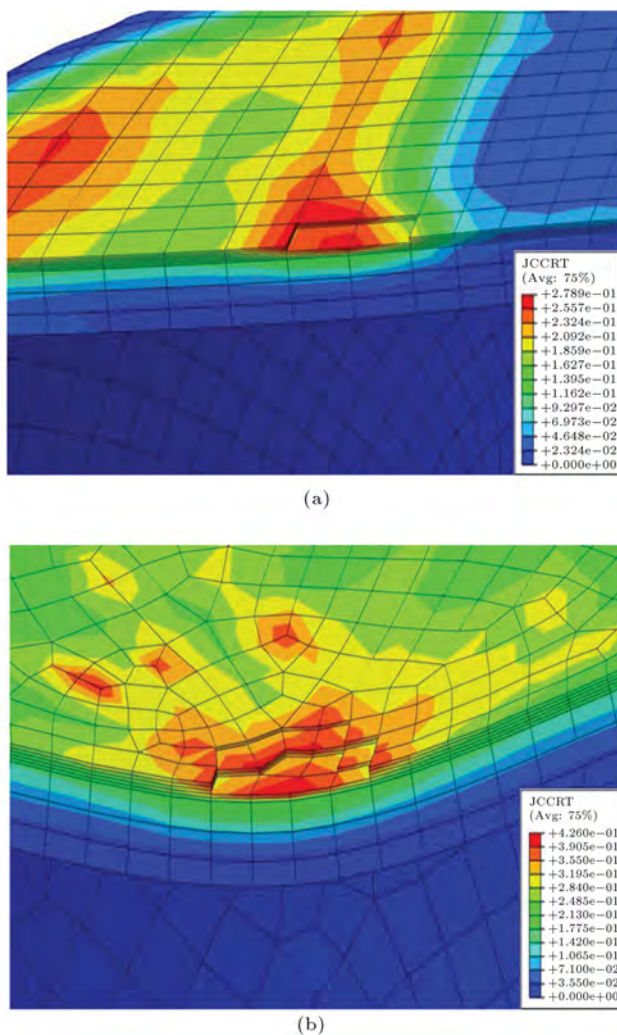 JCCRT
(Avg: 75%)
+2.789e−01
+2.557e−01
+2.324e−01
+2.092e−01
+1.859e−01
+1.627e−01
+1.395e−01
+1.162e−01
+9.297e−02
+6.973e−02
+4.648e−02
+2.324e−02
+0.000e+00
(a)
JCCRT
(Avg: 75%)
+4.260e−01
+3.905e−01
+3.550e−01
+3.195e−01
+2.840e−01
+2.485e−01
+2.130e−01
+1.775e−01
+1.420e−01
+1.065e−01
+7.100e−02
+3.550e−02
+0.000e+00
(b)